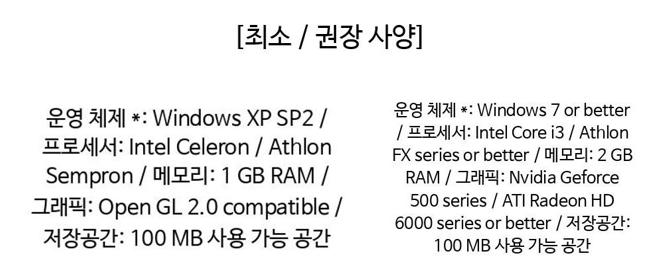 [최소 / 권장 사양]
운영 체제 *: Windows XP SP2 /
프로세서: Intel Celeron / Athlon
Sempron / 메모리: 1 GB RAM /
그래픽: Open GL 2.0 compatible /
저장공간: 100 MB 사용 가능 공간
운영 체제 *: Windows 7 or better
/ 프로세서: Intel Core i3 / Athlon
FX series or better / 메모리: 2 GB
RAM / 그래픽: Nvidia Geforce
500 series / ATI Radeon HD
6000 series or better / 저장공간:
100 MB 사용 가능 공간